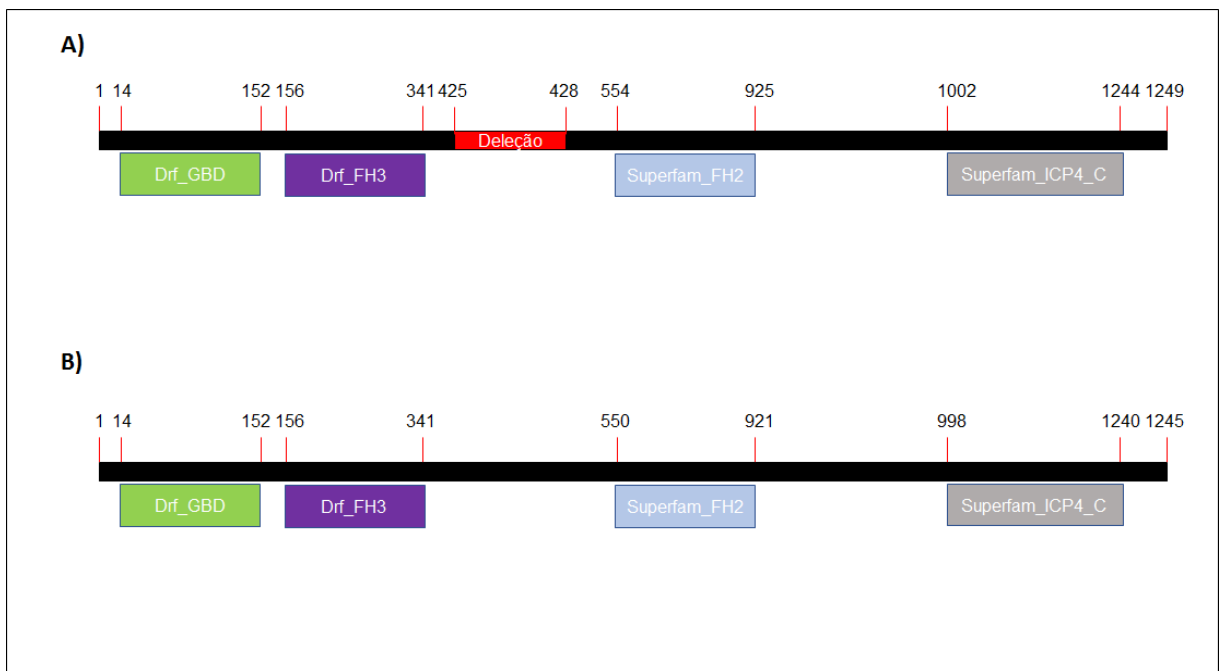 A)
1 14 152 156 341 425 428 554 925 1002 1244 1249
Deleção
Drf_GBD Drf_FH3 Superfam_FH2 Superfam_ICP4_C
B)
1 14 152 156 341 550 921 998 1240 1245
Drf_GBD Drf_FH3 Superfam_FH2 Superfam_ICP4_C